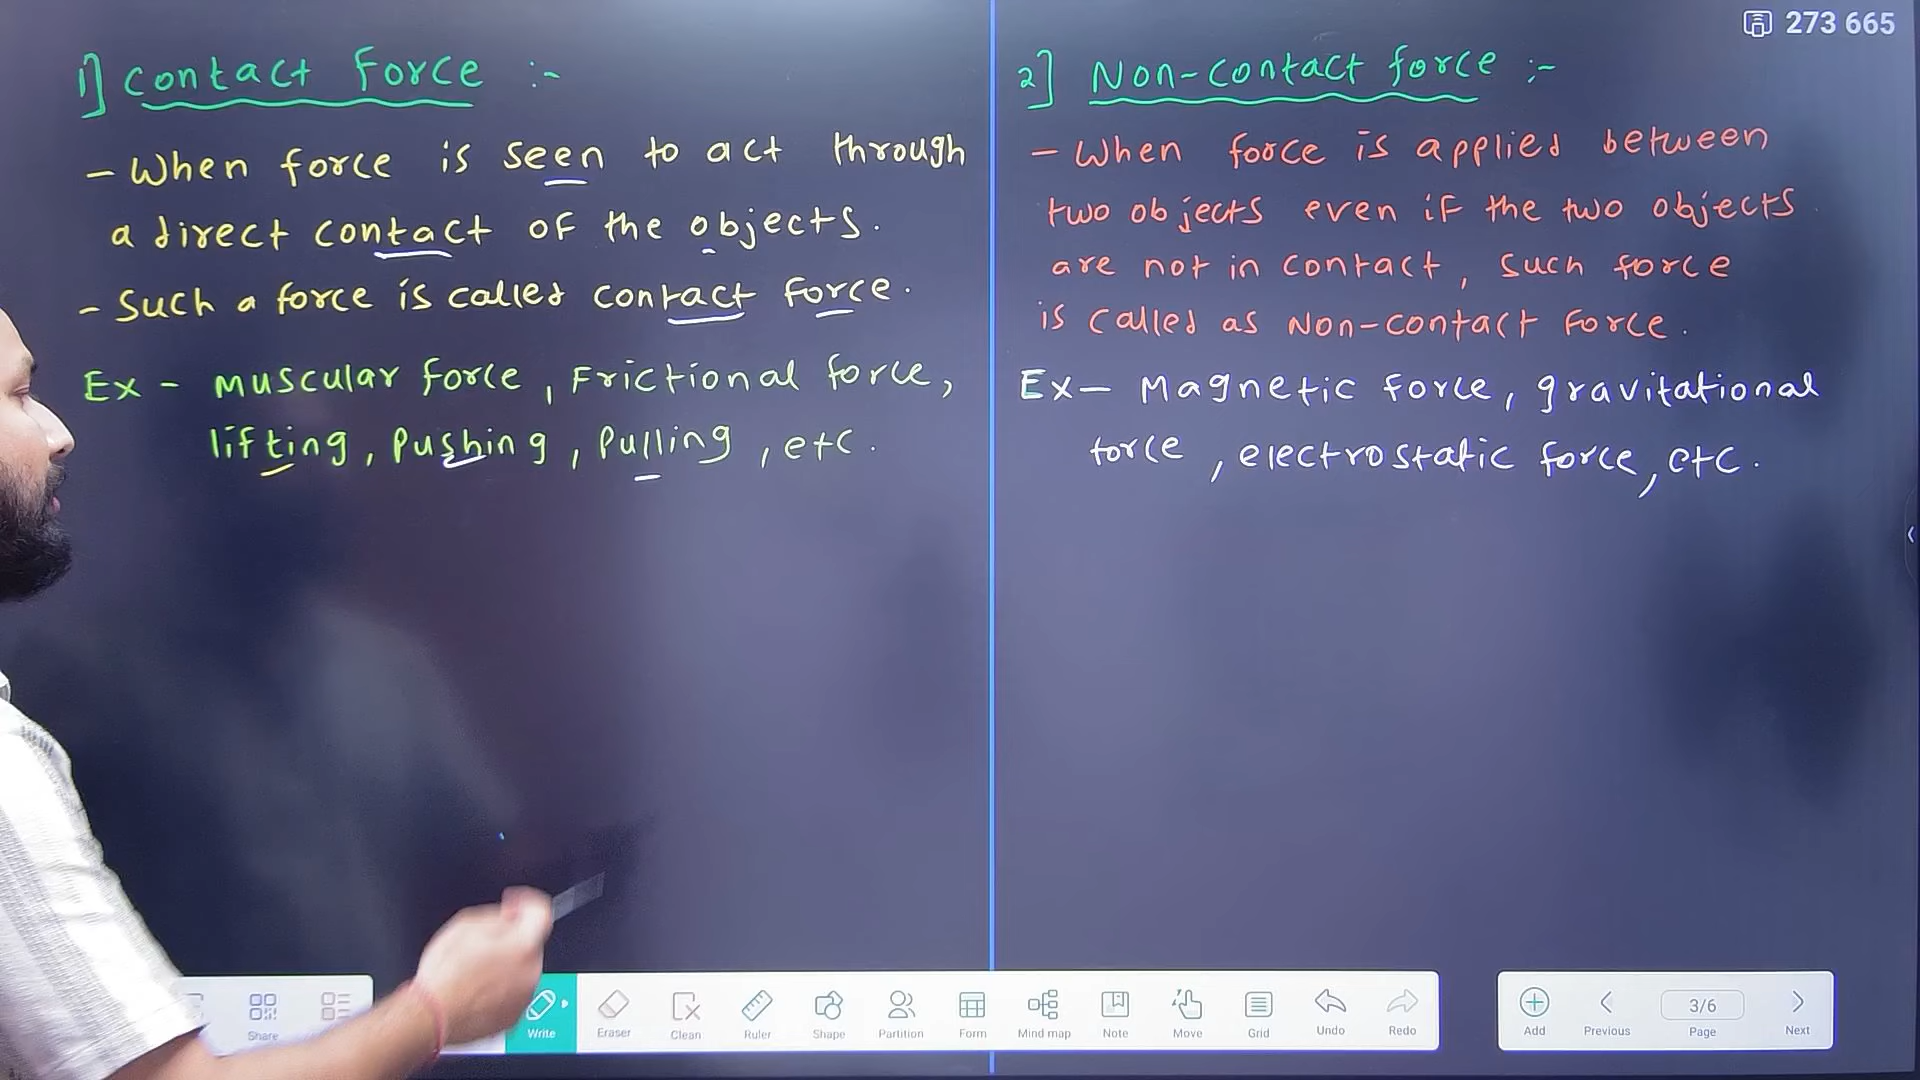 273 665
1] Contact Force :-
- When force is seen to act through
a direct contact of the objects.
- Such a force is called contact force.
Ex - Muscular force, Frictional force,
lifting, Pushing, Pulling, etc.
2] Non-contact force :-
- When force is applied between
two objects even if the two objects
are not in contact, such force
is called as Non-contact Force.
Ex- Magnetic force, gravitational
force, electrostatic force, etc.
Share
Write
Eraser
Clean
Ruler
Shape
Partition
Form
Mind map
Note
Move
Grid
Undo
Redo
Add
Previous
3/6
Page
Next